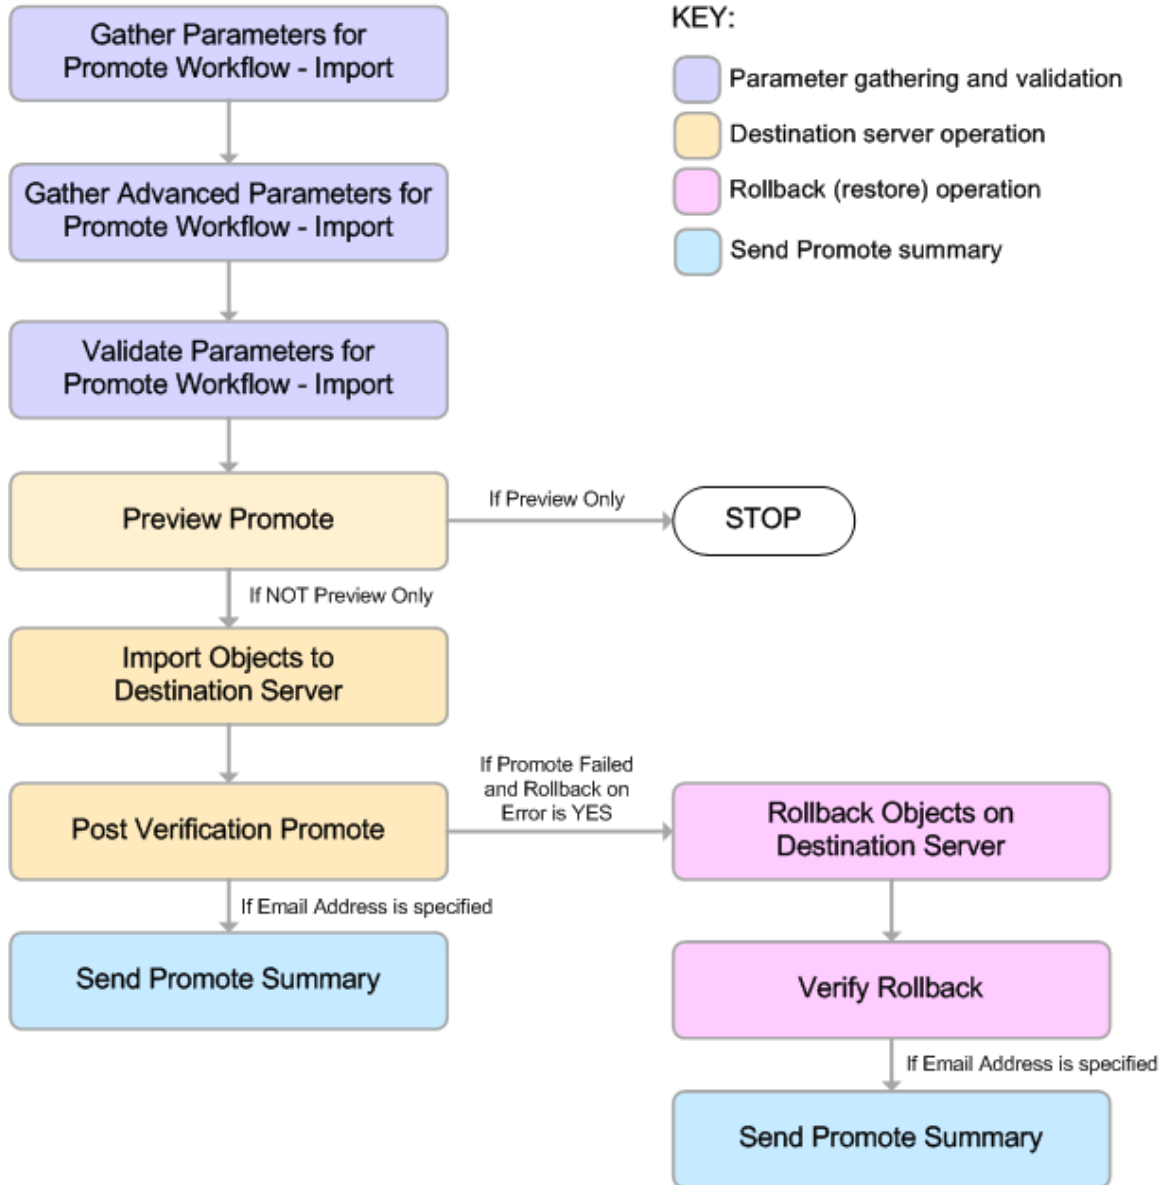 Gather Parameters for
Promote Workflow - Import
KEY:
Parameter gathering and validation
Destination server operation
Rollback (restore) operation
Send Promote summary
Gather Advanced Parameters for
Promote Workflow - Import
Validate Parameters for
Promote Workflow - Import
Preview Promote
If Preview Only
STOP
If NOT Preview Only
Import Objects to
Destination Server
Post Verification Promote
If Promote Failed
and Rollback on
Error is YES
Rollback Objects on
Destination Server
If Email Address is specified
Send Promote Summary
Verify Rollback
If Email Address is specified
Send Promote Summary